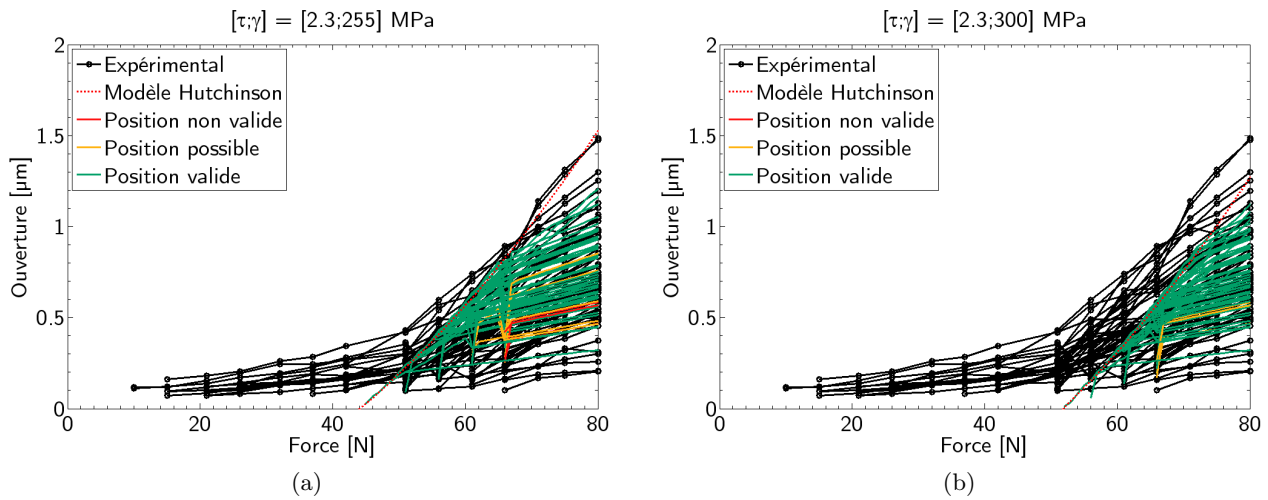 [τ;γ] = [2.3;255] MPa
2
1.5
1
0.5
0
Ouverture [µm]
Expérimental
Modèle Hutchinson
Position non valide
Position possible
Position valide
0
20
40
60
80
Force [N]
(a)
[τ;γ] = [2.3;300] MPa
2
1.5
1
0.5
0
Ouverture [µm]
Expérimental
Modèle Hutchinson
Position non valide
Position possible
Position valide
0
20
40
60
80
Force [N]
(b)